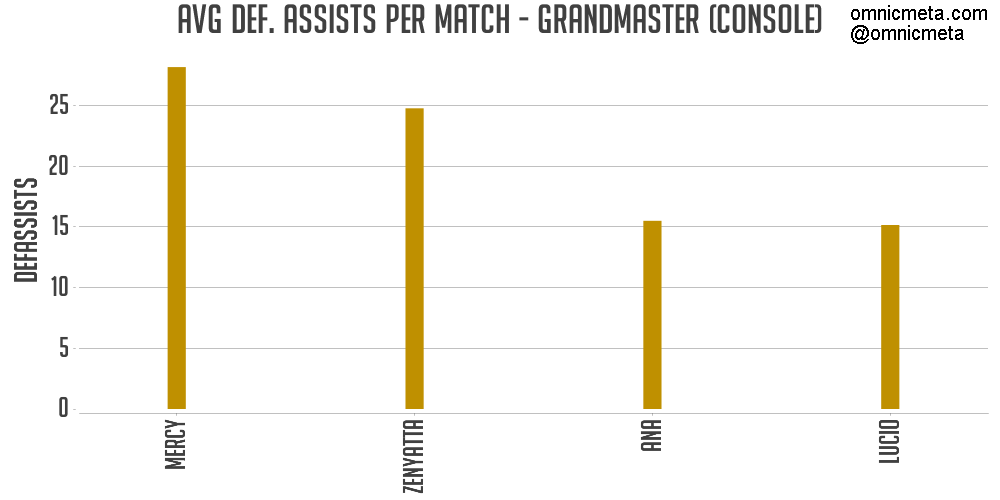 AVG DEF. ASSISTS PER MATCH - GRANDMASTER (CONSOLE)
omnicmeta.com
@omnicmeta
25
20
15
10
5
0
DEFASSISTS
MERCY
ZENYATTA
ANA
LUCIO